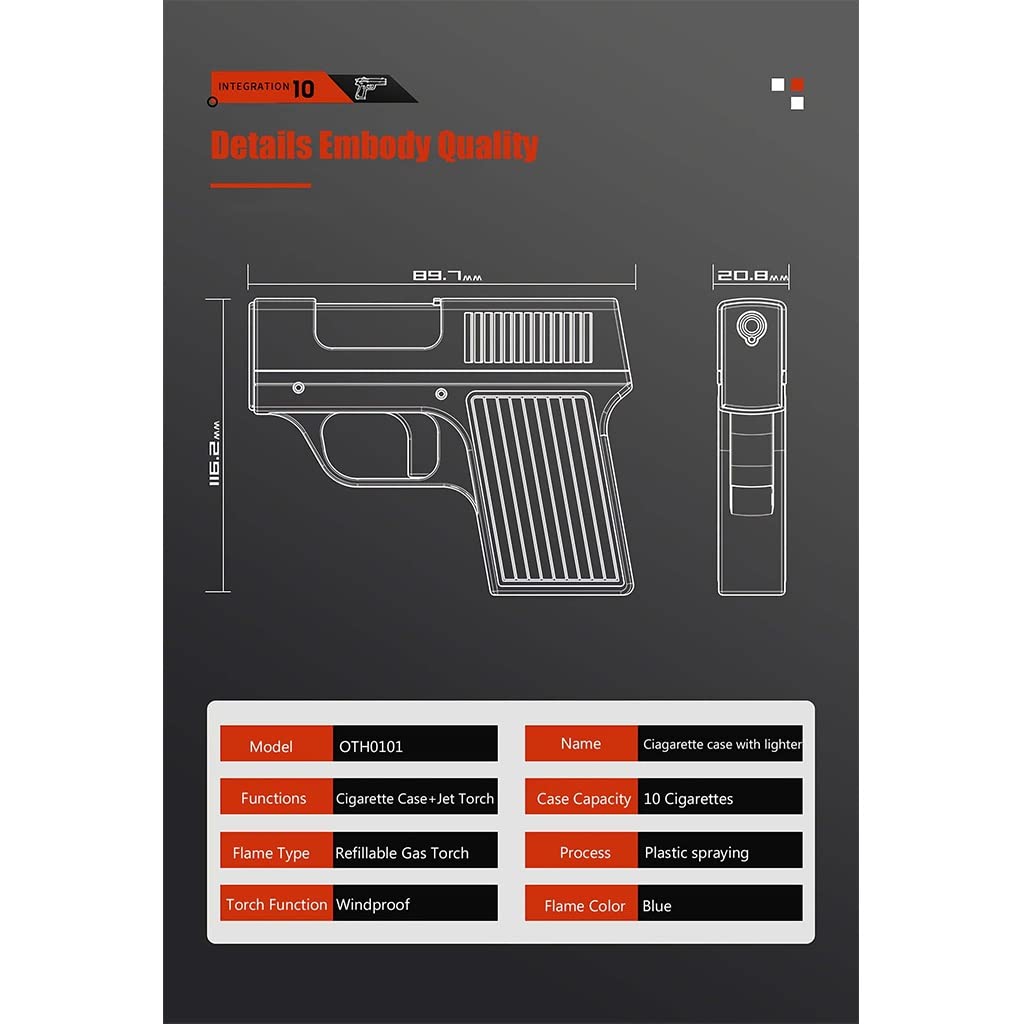 INTEGRATION 10
Details Embody Quality
89.7MM
20.8MM
116.2MM
Model OTH0101
Name Ciagarette case with lighter
Functions Cigarette Case+Jet Torch
Case Capacity 10 Cigarettes
Flame Type Refillable Gas Torch
Process Plastic spraying
Torch Function Windproof
Flame Color Blue